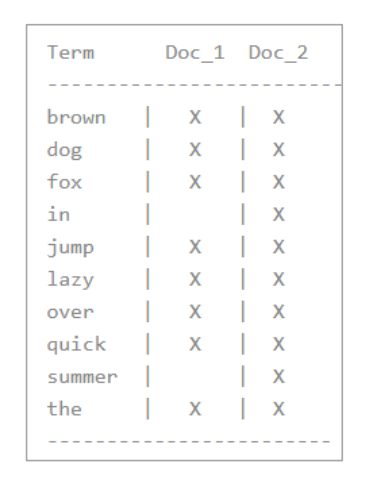 Term      Doc_1  Doc_2
-------------------------
brown   |   X   |  X
dog     |   X   |  X
fox     |   X   |  X
in      |       |  X
jump    |   X   |  X
lazy    |   X   |  X
over    |   X   |  X
quick   |   X   |  X
summer  |       |  X
the     |   X   |  X
------------------------